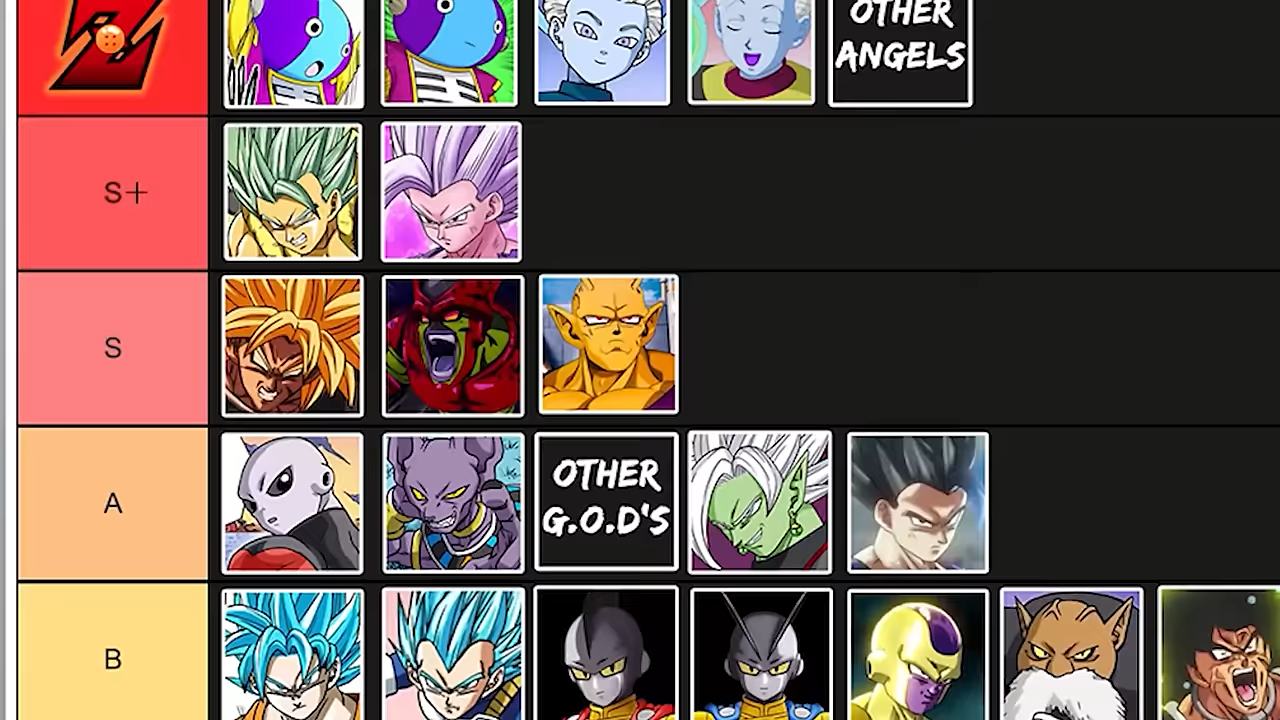 OTHER
ANGELS
S+
S
A
OTHER
G.O.D'S
B